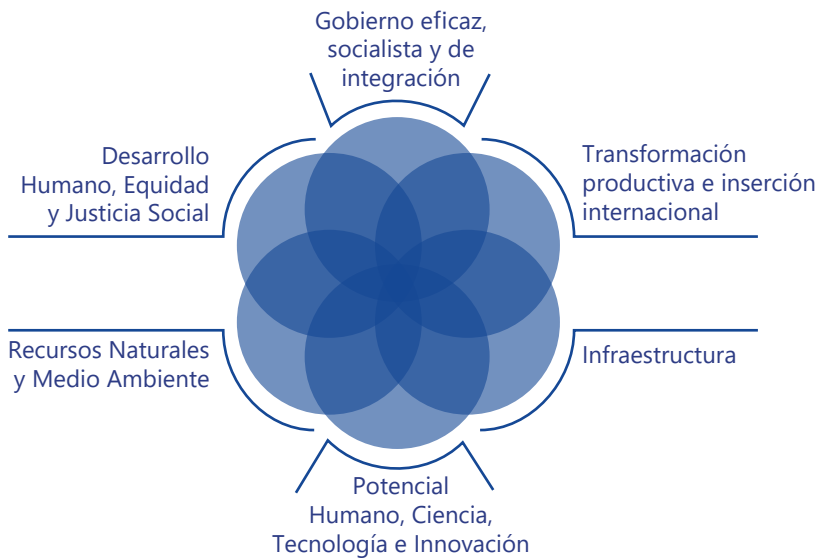 Gobierno eficaz,
socialista y de
integración
Desarrollo
Humano, Equidad
y Justicia Social
Transformación
productiva e inserción
internacional
Recursos Naturales
y Medio Ambiente
Infraestructura
Potencial
Humano, Ciencia,
Tecnología e Innovación